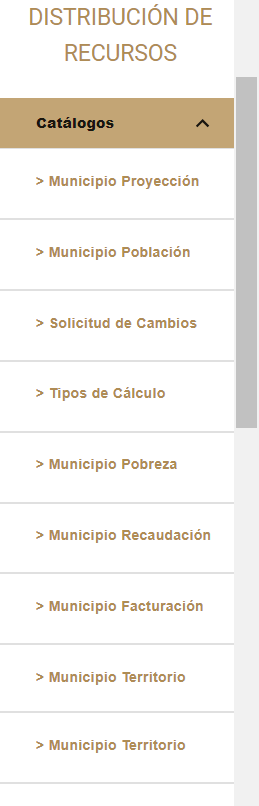 DISTRIBUCIÓN DE
RECURSOS
Catálogos
> Municipio Proyección
> Municipio Población
> Solicitud de Cambios
> Tipos de Cálculo
> Municipio Pobreza
> Municipio Recaudación
> Municipio Facturación
> Municipio Territorio
> Municipio Territorio